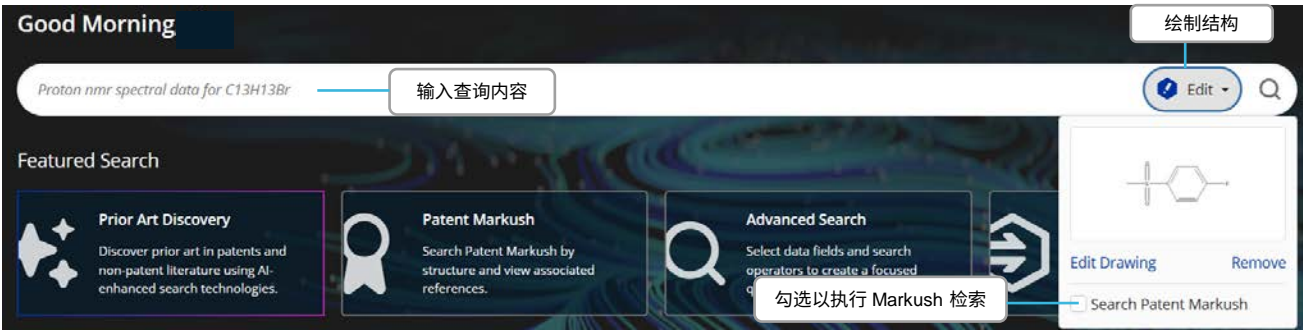 Good Morning
绘制结构
Proton nmr spectral data for C13H13Br
输入查询内容
Edit
Featured Search
Prior Art Discovery
Discover prior art in patents and
non-patent literature using AI-
enhanced search technologies.
Patent Markush
Search Patent Markush by
structure and view associated
references.
Advanced Search
Select data fields and search
operators to create a focused
勾选以执行 Markush 检索
Edit Drawing
Remove
Search Patent Markush